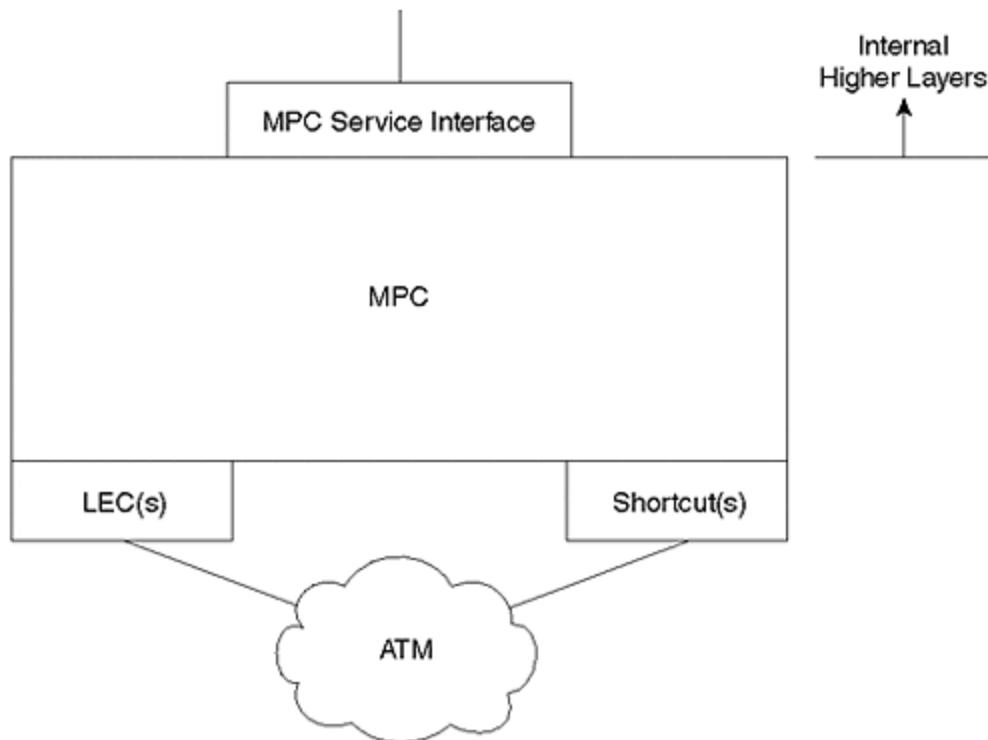 Internal
Higher Layers
MPC Service Interface
MPC
LEC(s)
Shortcut(s)
ATM